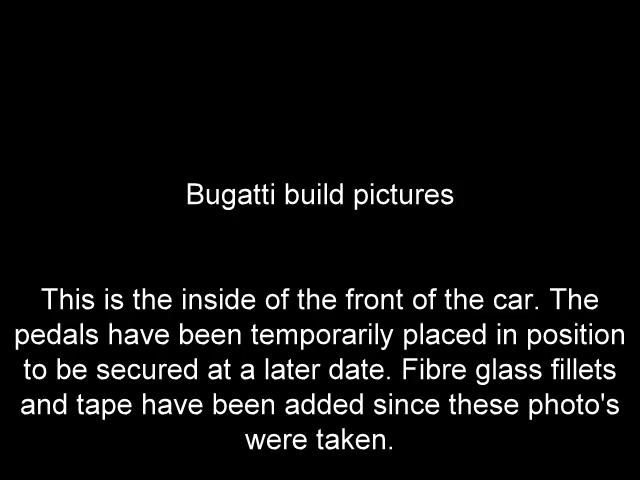 Bugatti build pictures
This is the inside of the front of the car. The
pedals have been temporarily placed in position
to be secured at a later date. Fibre glass fillets
and tape have been added since these photo's
were taken.